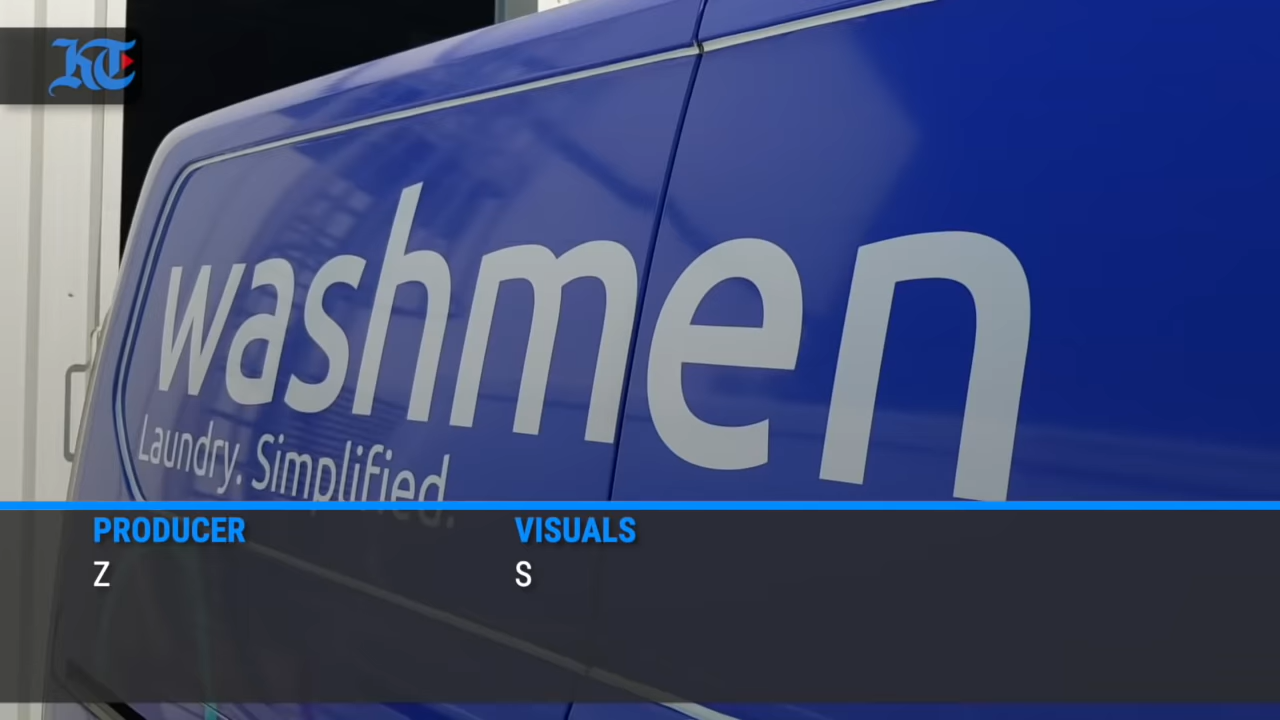 KT
washmen
Laundry. Simplified.
PRODUCER
Z
VISUALS
S